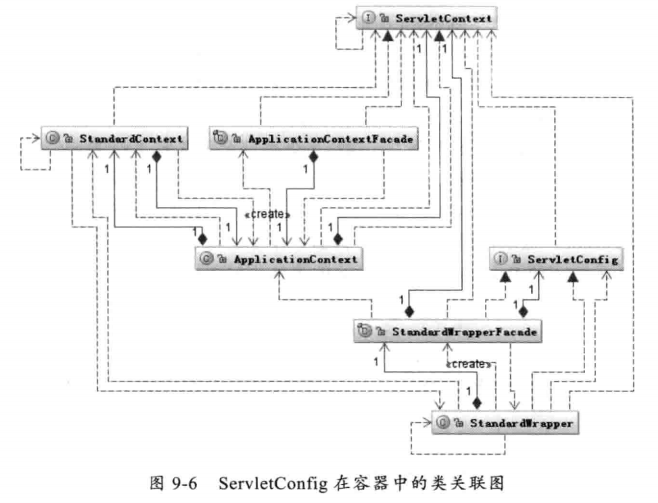 ServletContext
1
1
StandardContext
ApplicationContextFacade
1
1
1
«create»
1
1
1
1
ApplicationContext
ServletConfig
1
1
1
StandardWrapperFacade
1
«create»
1
StandardWrapper
图 9-6 ServletConfig 在容器中的类关联图